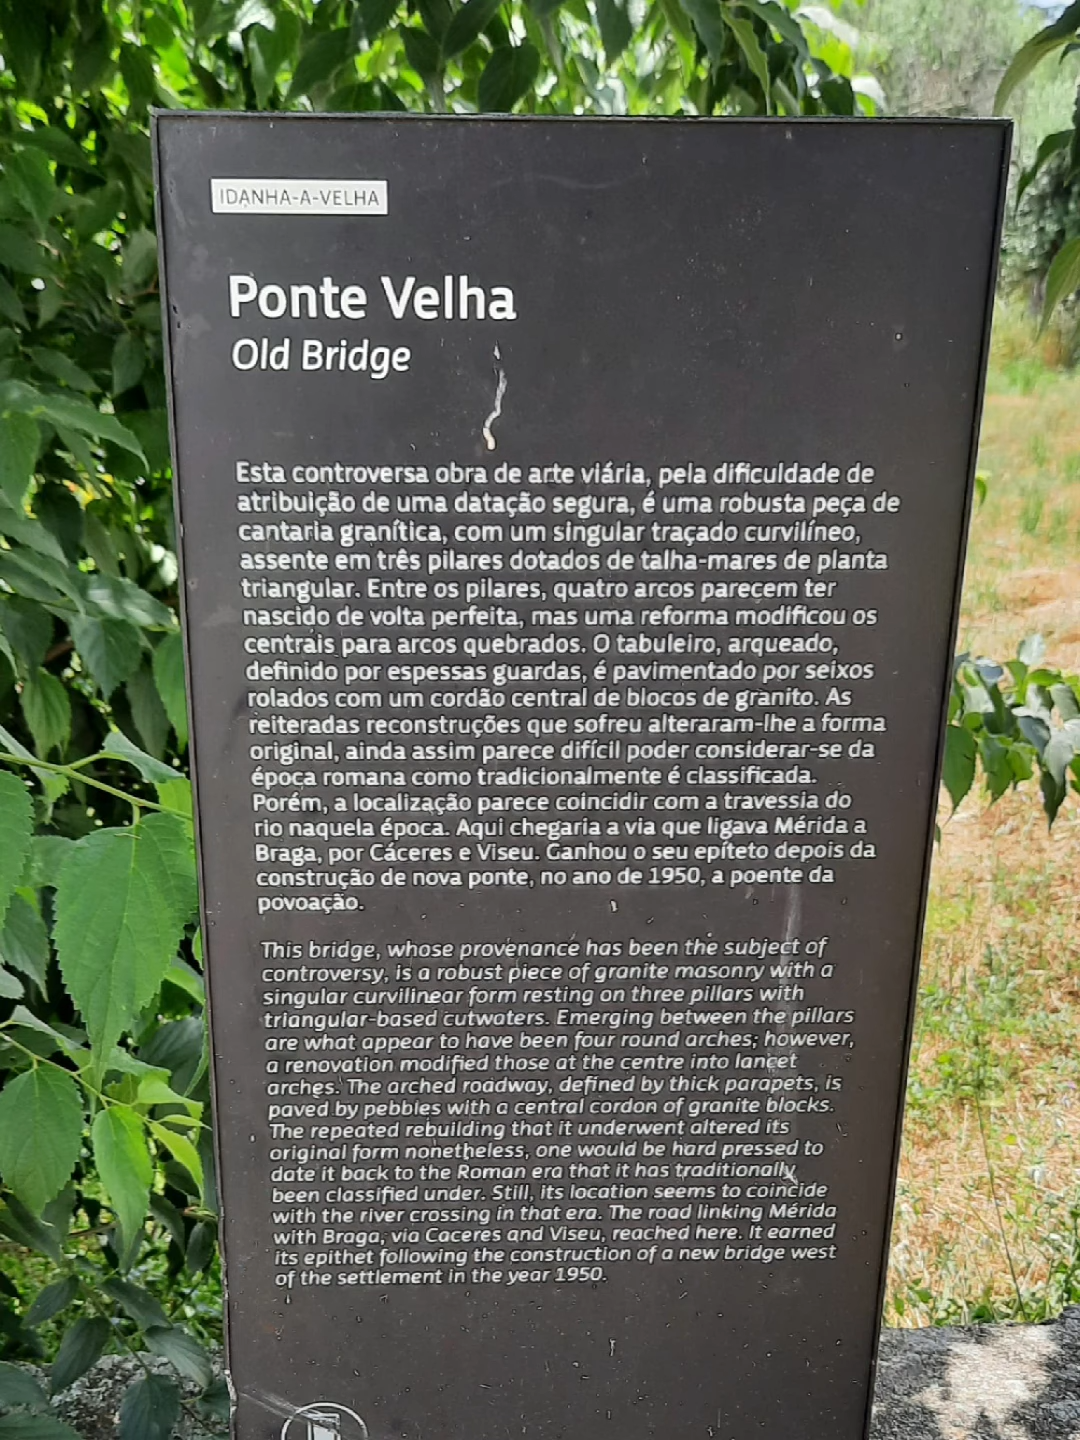 IDANHA-A-VELHA
Ponte Velha
Old Bridge
Esta controversa obra de arte viária, pela dificuldade de
atribuição de uma datação segura, é uma robusta peça de
cantaria granítica, com um singular traçado curvilíneo,
assente em três pilares dotados de talha-mares de planta
triangular. Entre os pilares, quatro arcos parecem ter
nascido de volta perfeita, mas uma reforma modificou os
centrais para arcos quebrados. O tabuleiro, arqueado,
definido por espessas guardas, é pavimentado por seixos
rolados com um cordão central de blocos de granito. As
reiteradas reconstruções que sofreu alteraram-lhe a forma
original, ainda assim parece difícil poder considerar-se da
época romana como tradicionalmente é classificada.
Porém, a localização parece coincidir com a travessia do
rio naquela época. Aqui chegaria a via que ligava Mérida a
Braga, por Cáceres e Viseu. Ganhou o seu epíteto depois da
construção de nova ponte, no ano de 1950, a poente da
povoação.
This bridge, whose provenance has been the subject of
controversy, is a robust piece of granite masonry with a
singular curvilinear form resting on three pillars with
triangular-based cutwaters. Emerging between the pillars
are what appear to have been four round arches; however,
a renovation modified those at the centre into lancet
arches. The arched roadway, defined by thick parapets, is
paved by pebbles with a central cordon of granite blocks.
The repeated rebuilding that it underwent altered its
original form nonetheless, one would be hard pressed to
date it back to the Roman era that it has traditionally
been classified under. Still, its location seems to coincide
with the river crossing in that era. The road linking Mérida
with Braga, via Caceres and Viseu, reached here. It earned
its epithet following the construction of a new bridge west
of the settlement in the year 1950.